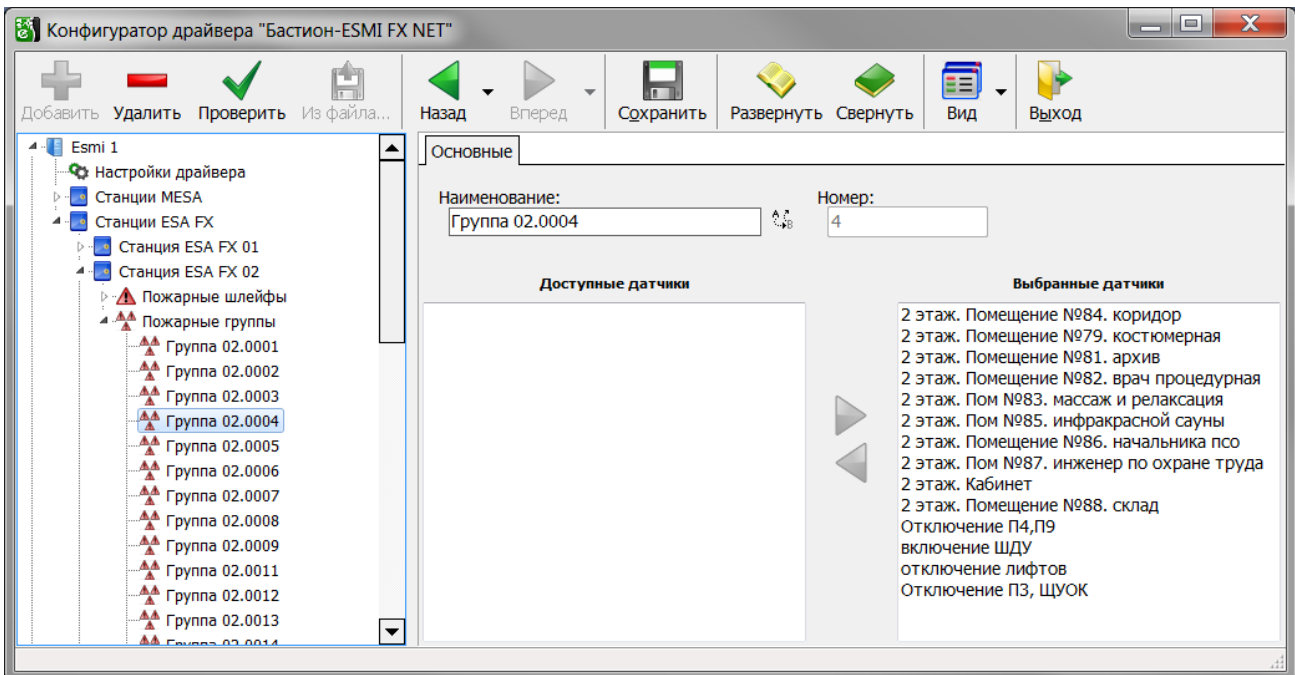 Конфигуратор драйвера "Бастион-ESMI FX NET"
Добавить Удалить Проверить Из файла... Назад Вперед Сохранить Развернуть Свернуть Вид Выход
Esmi 1
Настройки драйвера
Станции MESA
Станции ESA FX
Станция ESA FX 01
Станция ESA FX 02
Пожарные шлейфы
Пожарные группы
Группа 02.0001
Группа 02.0002
Группа 02.0003
Группа 02.0004
Группа 02.0005
Группа 02.0006
Группа 02.0007
Группа 02.0008
Группа 02.0009
Группа 02.0011
Группа 02.0012
Группа 02.0013
Группа 02.0014
Основные
Наименование: Номер:
Группа 02.0004 4
Доступные датчики Выбранные датчики
2 этаж. Помещение №84. коридор
2 этаж. Помещение №79. костюмерная
2 этаж. Помещение №81. архив
2 этаж. Помещение №82. врач процедурная
2 этаж. Пом №83. массаж и релаксация
2 этаж. Пом №85. инфракрасной сауны
2 этаж. Помещение №86. начальника псо
2 этаж. Пом №87. инженер по охране труда
2 этаж. Кабинет
2 этаж. Помещение №88. склад
Отключение П4,П9
включение ШДУ
отключение лифтов
Отключение П3, ЩУОК